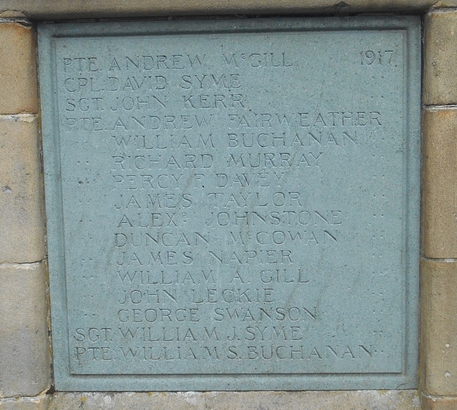 PTE. ANDREW McGILL 1917.
CPL. DAVID SYME
SGT. JOHN KERR
PTE. ANDREW FAIRWEATHER
" WILLIAM BUCHANAN "
" RICHARD MURRAY "
" PERCY F. DAVEY "
" JAMES TAYLOR "
" ALEXR JOHNSTONE "
" DUNCAN McCOWAN "
" JAMES NAPIER "
" WILLIAM A. GILL "
" JOHN LECKIE "
" GEORGE SWANSON "
SGT. WILLIAM J. SYME "
PTE. WILLIAM S. BUCHANAN "